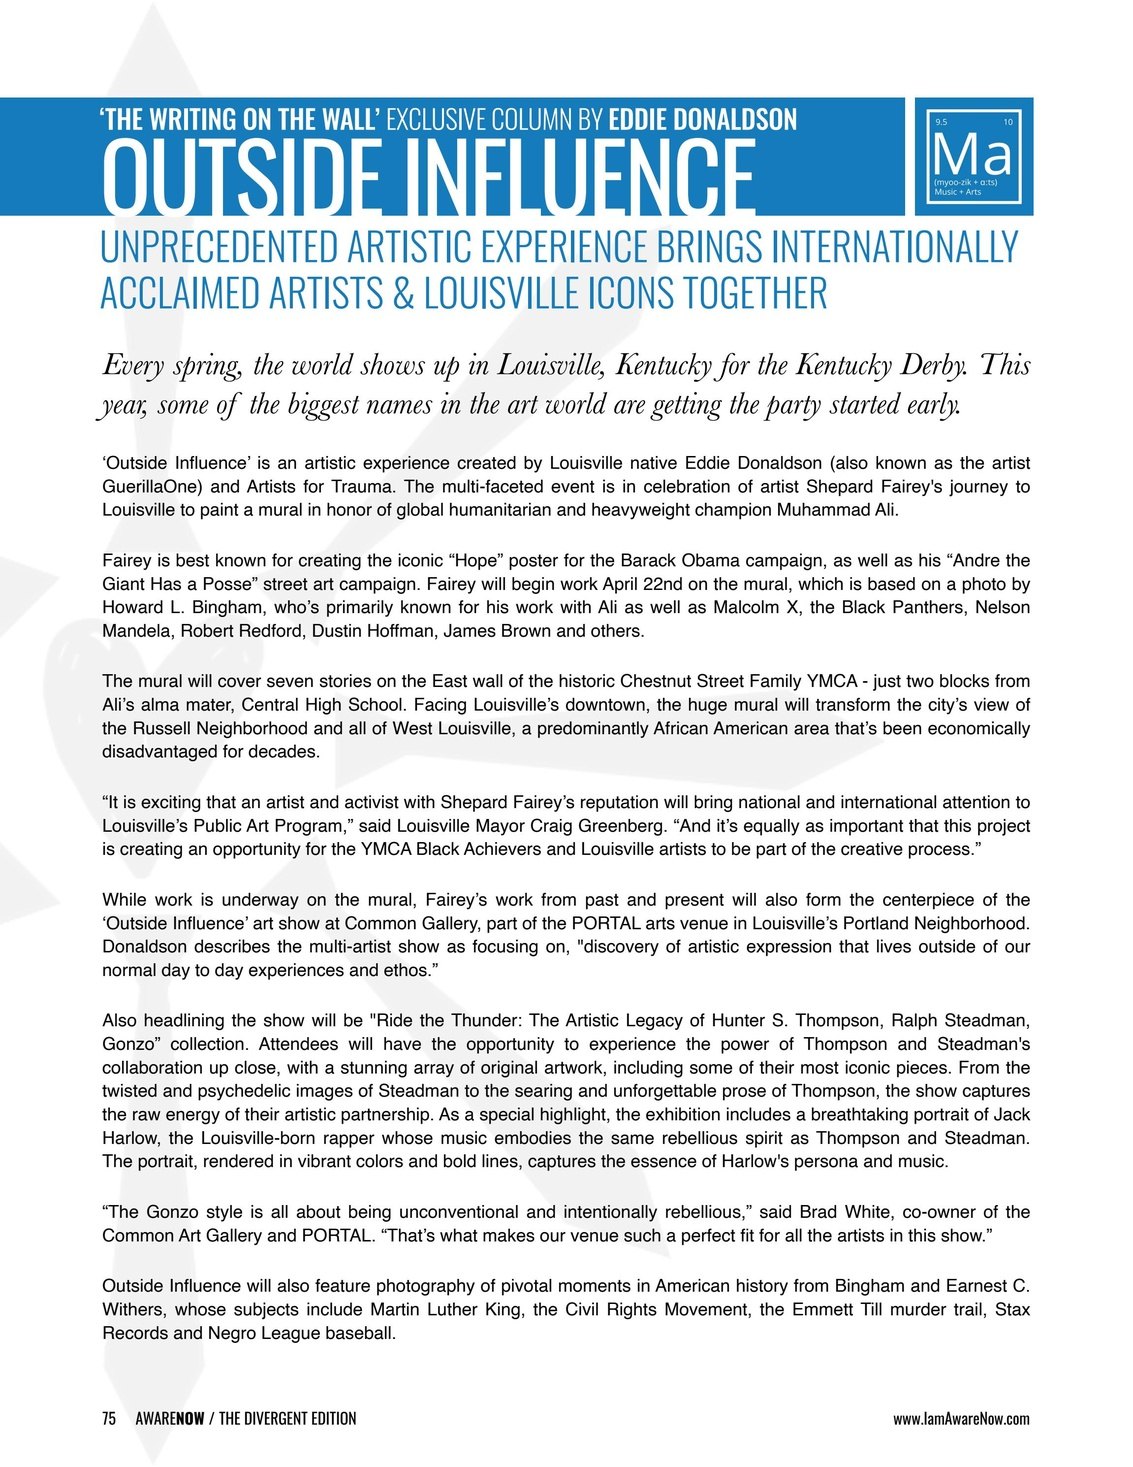 ‘THE WRITING ON THE WALL’ EXCLUSIVE COLUMN BY EDDIE DONALDSON
OUTSIDE INFLUENCE
9.5 10
Ma
(myoo-zik + ɑ:ts)
Music + Arts
UNPRECEDENTED ARTISTIC EXPERIENCE BRINGS INTERNATIONALLY
ACCLAIMED ARTISTS & LOUISVILLE ICONS TOGETHER
Every spring, the world shows up in Louisville, Kentucky for the Kentucky Derby. This
year, some of the biggest names in the art world are getting the party started early.
‘Outside Influence’ is an artistic experience created by Louisville native Eddie Donaldson (also known as the artist
GuerillaOne) and Artists for Trauma. The multi-faceted event is in celebration of artist Shepard Fairey's journey to
Louisville to paint a mural in honor of global humanitarian and heavyweight champion Muhammad Ali.
Fairey is best known for creating the iconic “Hope” poster for the Barack Obama campaign, as well as his “Andre the
Giant Has a Posse” street art campaign. Fairey will begin work April 22nd on the mural, which is based on a photo by
Howard L. Bingham, who’s primarily known for his work with Ali as well as Malcolm X, the Black Panthers, Nelson
Mandela, Robert Redford, Dustin Hoffman, James Brown and others.
The mural will cover seven stories on the East wall of the historic Chestnut Street Family YMCA - just two blocks from
Ali’s alma mater, Central High School. Facing Louisville’s downtown, the huge mural will transform the city’s view of
the Russell Neighborhood and all of West Louisville, a predominantly African American area that’s been economically
disadvantaged for decades.
“It is exciting that an artist and activist with Shepard Fairey’s reputation will bring national and international attention to
Louisville’s Public Art Program,” said Louisville Mayor Craig Greenberg. “And it’s equally as important that this project
is creating an opportunity for the YMCA Black Achievers and Louisville artists to be part of the creative process.”
While work is underway on the mural, Fairey’s work from past and present will also form the centerpiece of the
‘Outside Influence’ art show at Common Gallery, part of the PORTAL arts venue in Louisville’s Portland Neighborhood.
Donaldson describes the multi-artist show as focusing on, "discovery of artistic expression that lives outside of our
normal day to day experiences and ethos.”
Also headlining the show will be "Ride the Thunder: The Artistic Legacy of Hunter S. Thompson, Ralph Steadman,
Gonzo” collection. Attendees will have the opportunity to experience the power of Thompson and Steadman's
collaboration up close, with a stunning array of original artwork, including some of their most iconic pieces. From the
twisted and psychedelic images of Steadman to the searing and unforgettable prose of Thompson, the show captures
the raw energy of their artistic partnership. As a special highlight, the exhibition includes a breathtaking portrait of Jack
Harlow, the Louisville-born rapper whose music embodies the same rebellious spirit as Thompson and Steadman.
The portrait, rendered in vibrant colors and bold lines, captures the essence of Harlow's persona and music.
“The Gonzo style is all about being unconventional and intentionally rebellious,” said Brad White, co-owner of the
Common Art Gallery and PORTAL. “That’s what makes our venue such a perfect fit for all the artists in this show.”
Outside Influence will also feature photography of pivotal moments in American history from Bingham and Earnest C.
Withers, whose subjects include Martin Luther King, the Civil Rights Movement, the Emmett Till murder trail, Stax
Records and Negro League baseball.
75 AWARENOW / THE DIVERGENT EDITION
www.IamAwareNow.com